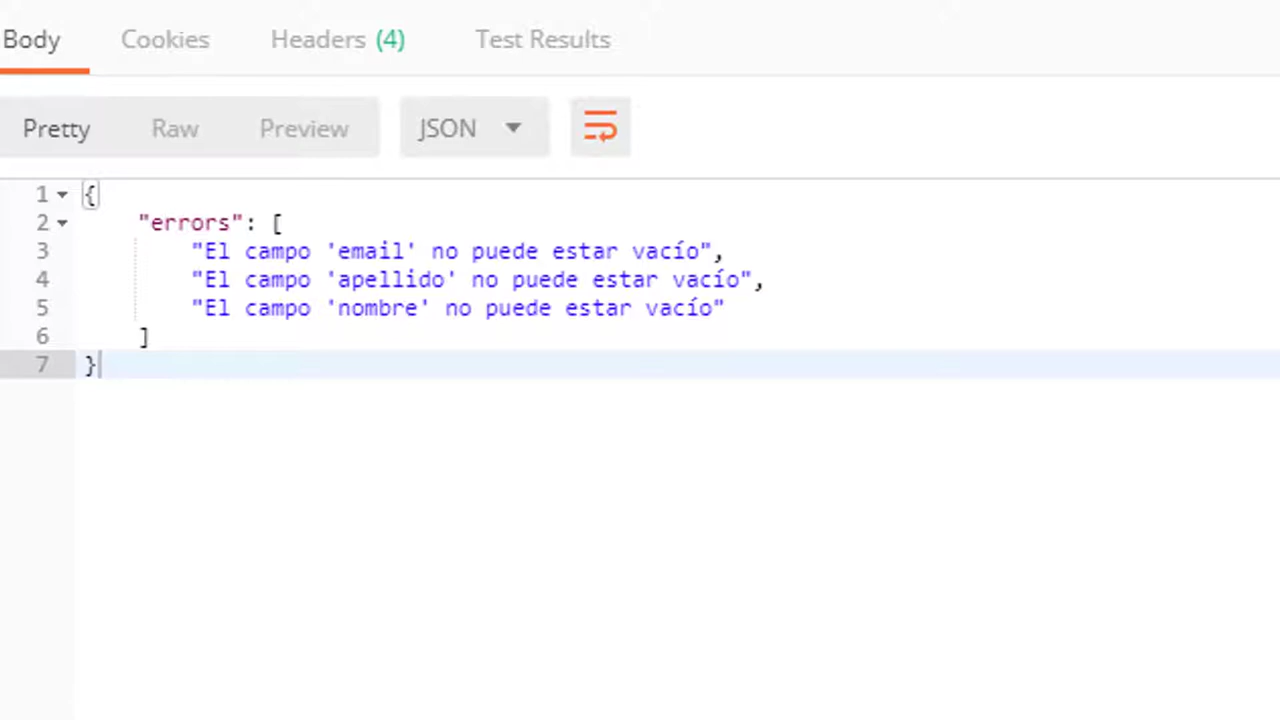 Body Cookies Headers (4) Test Results
Pretty Raw Preview JSON
1 {
2 "errors": [
3 "El campo 'email' no puede estar vacío",
4 "El campo 'apellido' no puede estar vacío",
5 "El campo 'nombre' no puede estar vacío"
6 ]
7 }